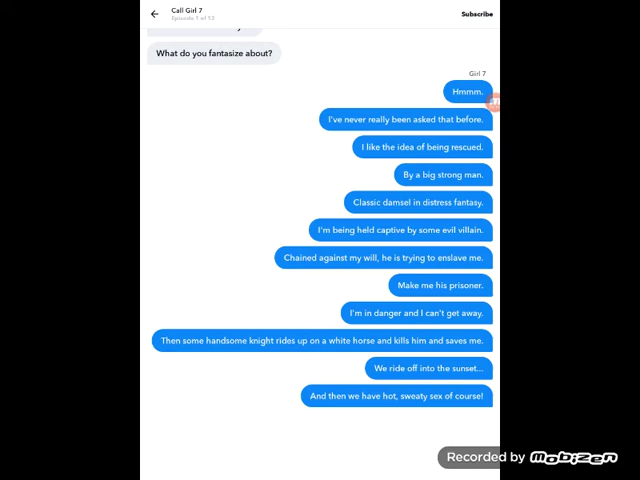 Call Girl 7
Episode 1 of 12
Subscribe
What do you fantasize about?
Girl 7
Hmmm.
I've never really been asked that before.
I like the idea of being rescued.
By a big strong man.
Classic damsel in distress fantasy.
I'm being held captive by some evil villain.
Chained against my will, he is trying to enslave me.
Make me his prisoner.
I'm in danger and I can't get away.
Then some handsome knight rides up on a white horse and kills him and saves me.
We ride off into the sunset...
And then we have hot, sweaty sex of course!
Recorded by MOBIZEN